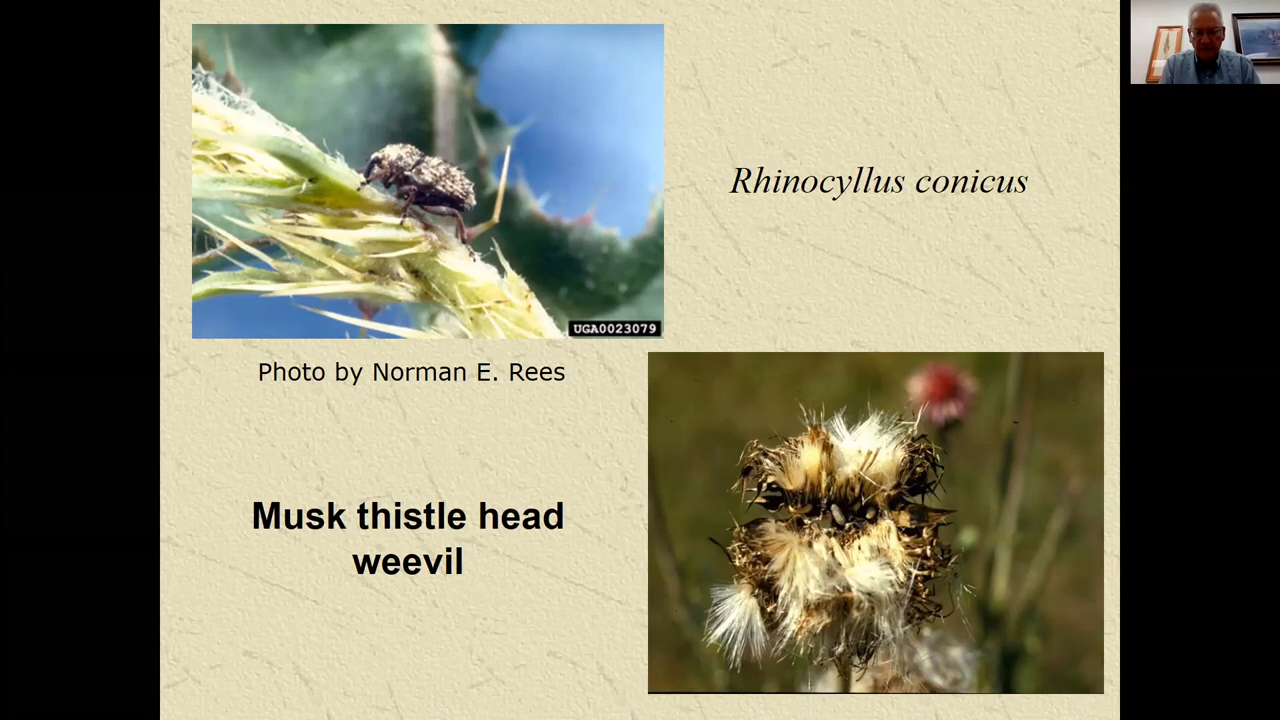 Rhinocyllus conicus
UGA0023079
Photo by Norman E. Rees
Musk thistle head
weevil